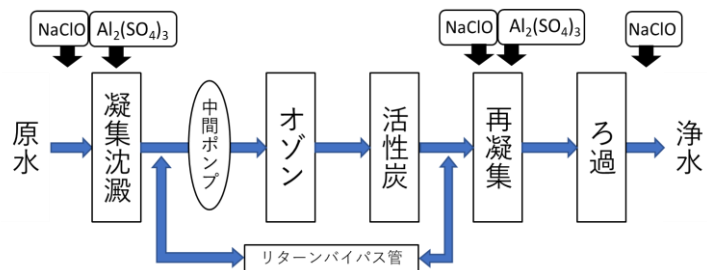 NaClO
Al₂(SO₄)₃
NaClO
Al₂(SO₄)₃
NaClO
原水
凝集沈澱
中間ポンプ
オゾン
活性炭
再凝集
ろ過
浄水
リターンバイパス管